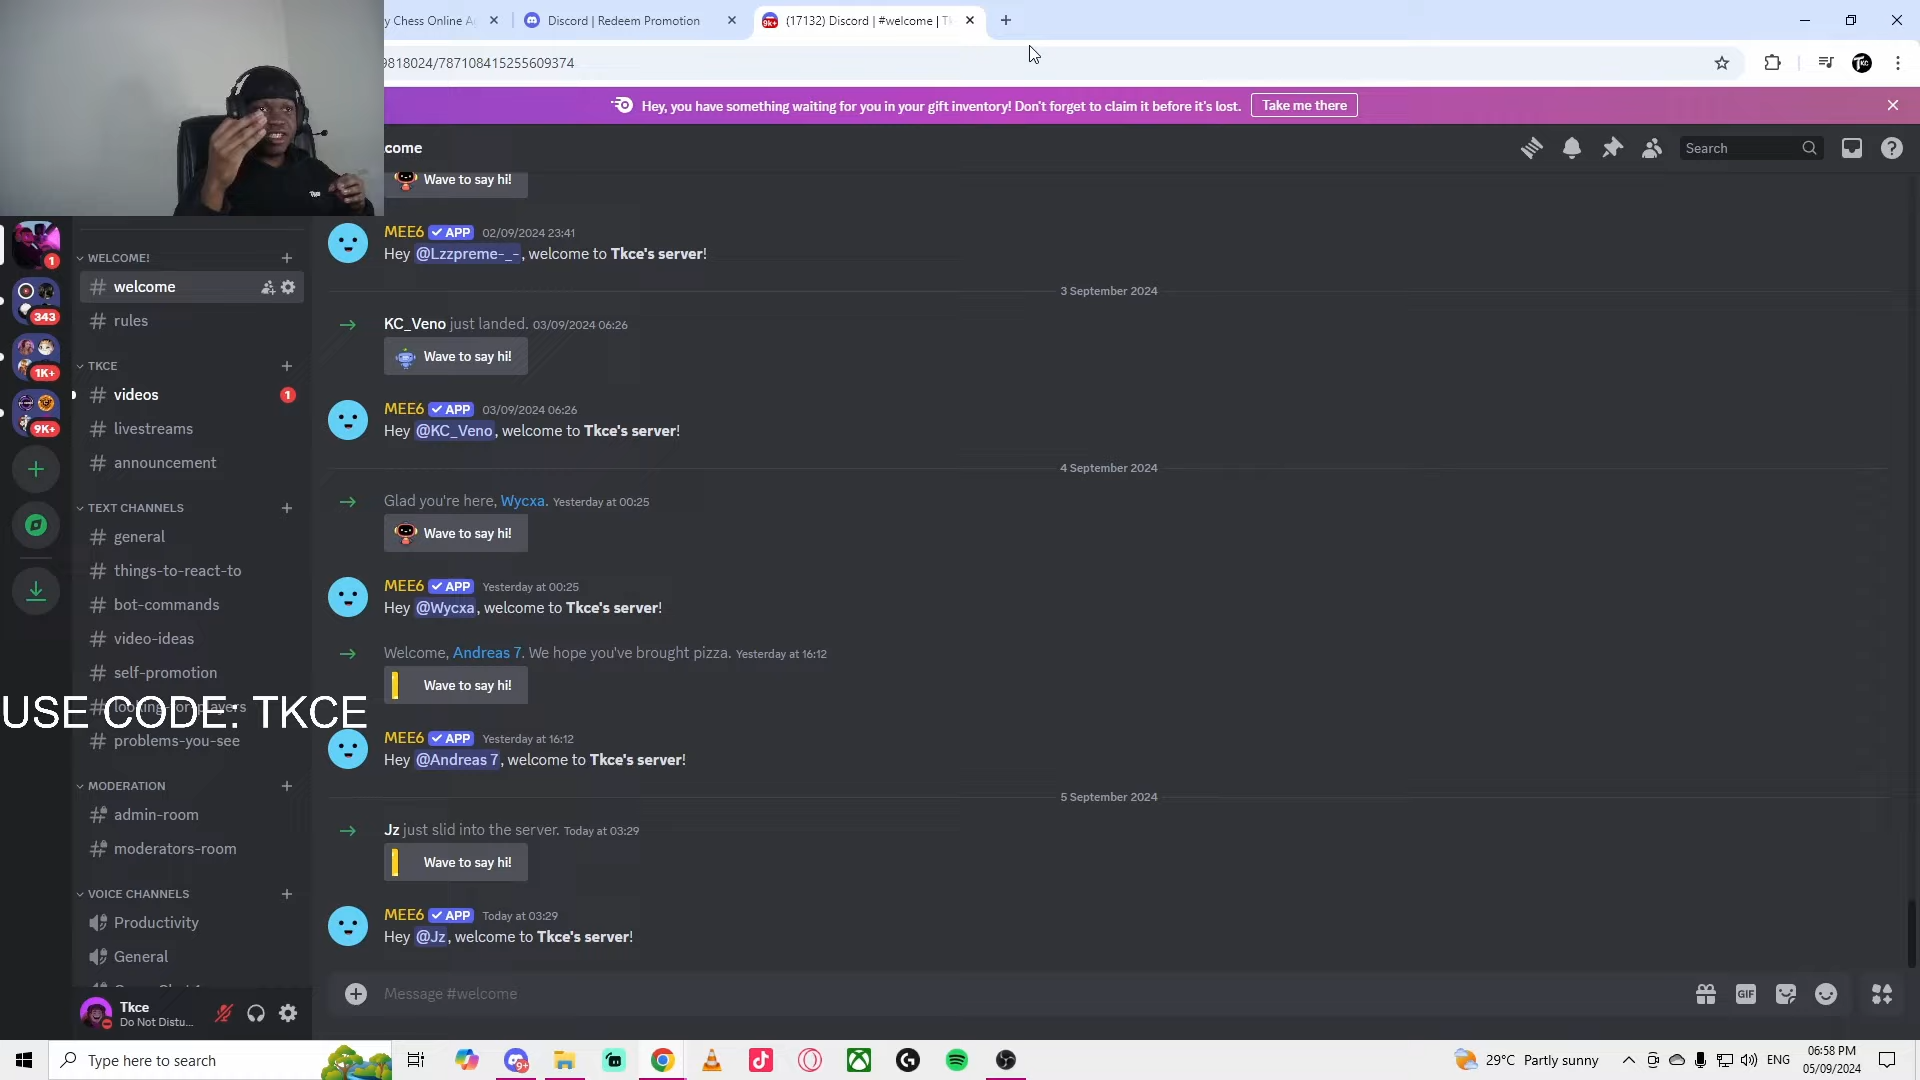 y Chess Online A
Discord | Redeem Promotion
(17132) Discord | #welcome | T
9818024/787108415255609374
Hey, you have something waiting for you in your gift inventory! Don't forget to claim it before it's lost.
Take me there
come
Search
Wave to say hi!
MEE6 APP 02/09/2024 23:41
Hey @Lzzpreme-_-, welcome to Tkce's server!
3 September 2024
KC_Veno just landed. 03/09/2024 06:26
Wave to say hi!
MEE6 APP 03/09/2024 06:26
Hey @KC_Veno, welcome to Tkce's server!
4 September 2024
Glad you're here, Wycxa. Yesterday at 00:25
Wave to say hi!
MEE6 APP Yesterday at 00:25
Hey @Wycxa, welcome to Tkce's server!
Welcome, Andreas 7. We hope you've brought pizza. Yesterday at 16:12
Wave to say hi!
MEE6 APP Yesterday at 16:12
Hey @Andreas 7, welcome to Tkce's server!
5 September 2024
Jz just slid into the server. Today at 03:29
Wave to say hi!
MEE6 APP Today at 03:29
Hey @Jz, welcome to Tkce's server!
Message #welcome
GIF
1
343
1K+
9K+
WELCOME!
welcome
rules
TKCE
videos 1
livestreams
announcement
TEXT CHANNELS
general
things-to-react-to
bot-commands
video-ideas
self-promotion
looking-for-players
USE CODE: TKCE
problems-you-see
MODERATION
admin-room
moderators-room
VOICE CHANNELS
Productivity
General
Tkce
Do Not Distu...
Type here to search
29°C Partly sunny
ENG
06:58 PM
05/09/2024